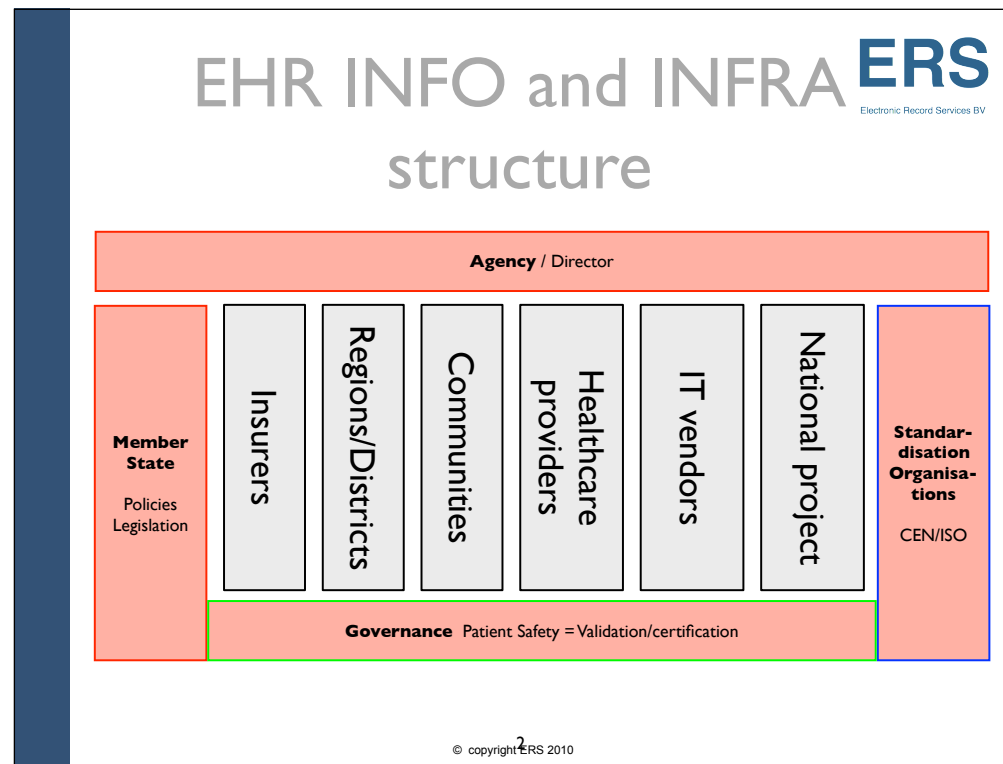 EHR INFO and INFRA
structure
ERS
Electronic Record Services BV
Agency / Director
Member
State
Policies
Legislation
Insurers
Regions/Districts
Communities
Healthcare
providers
IT vendors
National project
Standar-
disation
Organisa-
tions
CEN/ISO
Governance Patient Safety = Validation/certification
2
© copyright ERS 2010